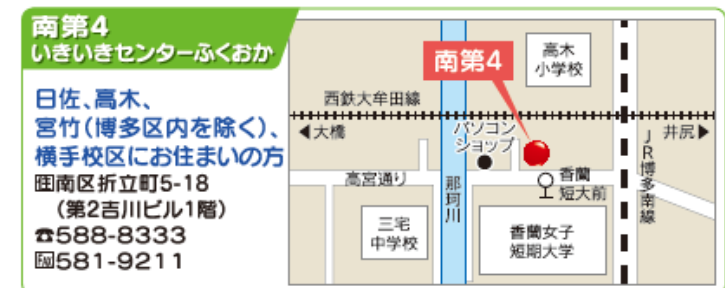 南第4
いきいきセンターふくおか
日佐、高木、
宮竹(博多区内を除く)、
横手校区にお住まいの方
住南区折立町5-18
(第2吉川ビル1階)
☎588-8333
FAX581-9211
南第4
高木
小学校
西鉄大牟田線
◀大橋
パソコン
ショップ
井尻▶
JR博多南線
高宮通り
那珂川
香蘭
短大前
三宅
中学校
香蘭女子
短期大学